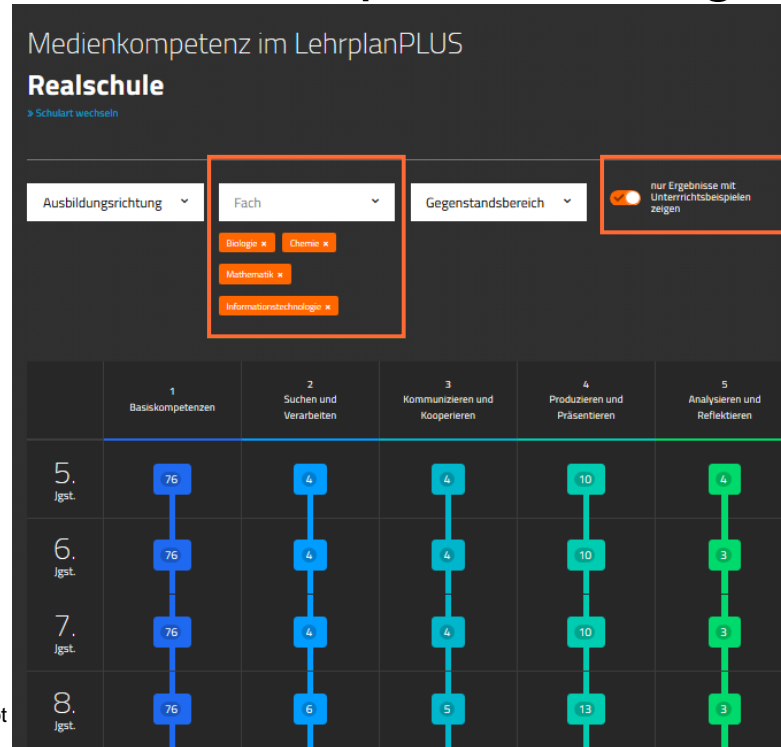 Medienkompetenz im LehrplanPLUS
Realschule
» Schulart wechseln
Ausbildungsrichtung
Fach
Gegenstandsbereich
nur Ergebnisse mit
Unterrrichtsbeispielen
zeigen
Biologie × Chemie ×
Mathematik ×
Informationstechnologie ×
1
Basiskompetenzen
2
Suchen und
Verarbeiten
3
Kommunizieren und
Kooperieren
4
Produzieren und
Präsentieren
5
Analysieren und
Reflektieren
5. 76 4 4 10 4
Jgst.
6. 76 4 4 10 3
Jgst.
7. 76 4 4 10 3
Jgst.
8. 76 6 5 13 3
Jgst.